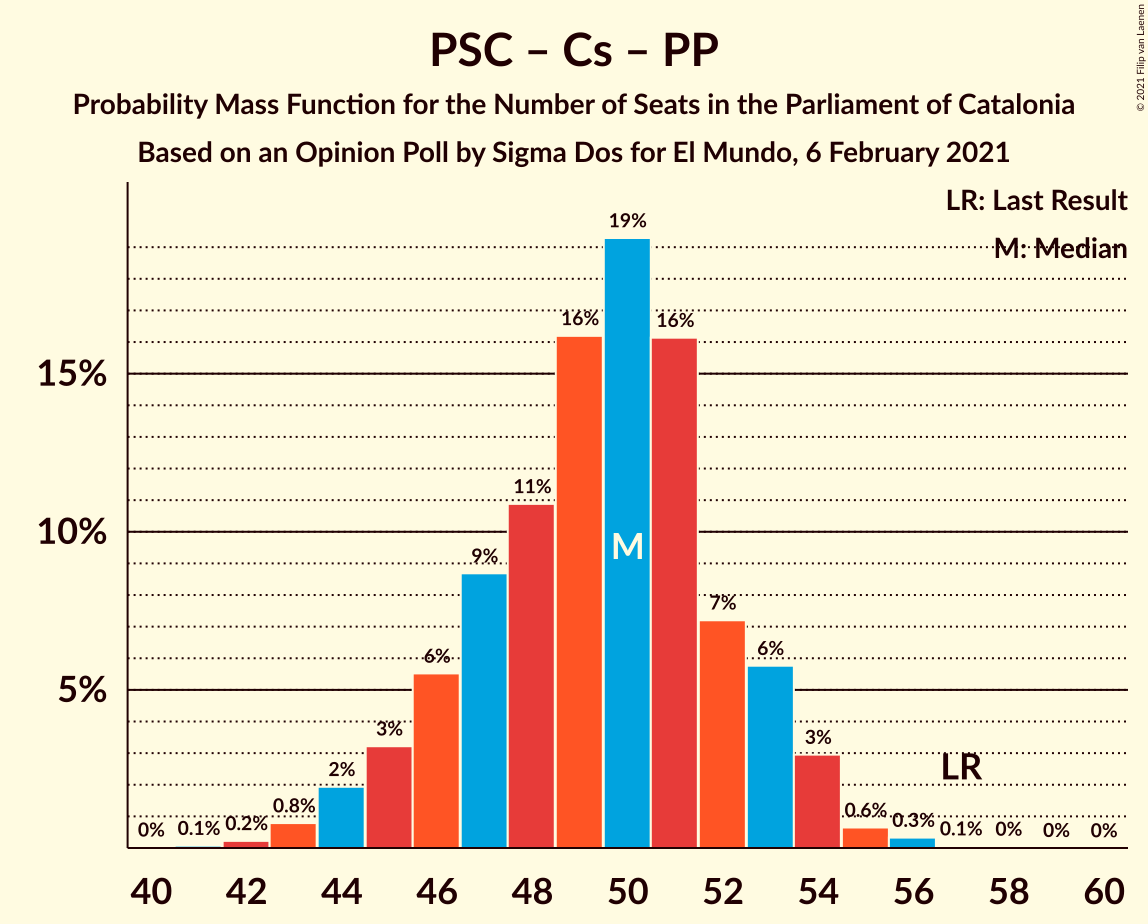 PSC – Cs – PP
Probability Mass Function for the Number of Seats in the Parliament of Catalonia
Based on an Opinion Poll by Sigma Dos for El Mundo, 6 February 2021
© 2021 Filip van Laenen
LR: Last Result
M: Median
15%
10%
5%
0%
0.1%
0.2%
0.8%
2%
3%
6%
9%
11%
16%
19%
16%
7%
6%
3%
0.6%
0.3%
0.1%
0%
0%
0%
M
LR
40 42 44 46 48 50 52 54 56 58 60